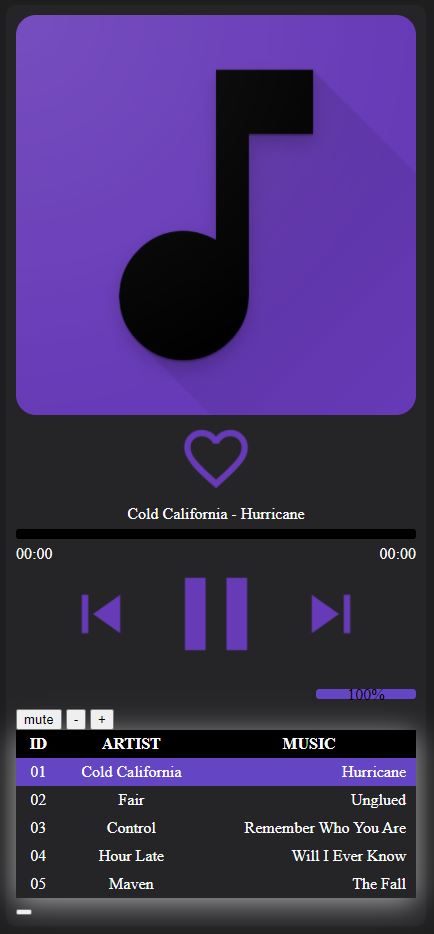 Cold California - Hurricane
00:00 00:00
100%
mute - +
ID ARTIST MUSIC
01 Cold California Hurricane
02 Fair Unglued
03 Control Remember Who You Are
04 Hour Late Will I Ever Know
05 Maven The Fall